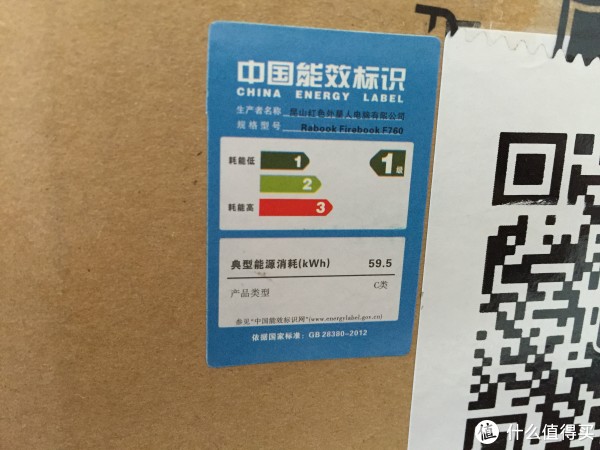 中国能效标识
CHINA ENERGY LABEL
生产者名称 昆山红色外星人电脑有限公司
规格型号 Rabook Firebook F760
耗能低 1 1级
2
耗能高 3
典型能源消耗(kWh) 59.5
产品类型 C类
参见"中国能效标识网"(www.energylabel.gov.cn)
依据国家标准：GB 28380-2012
值 什么值得买